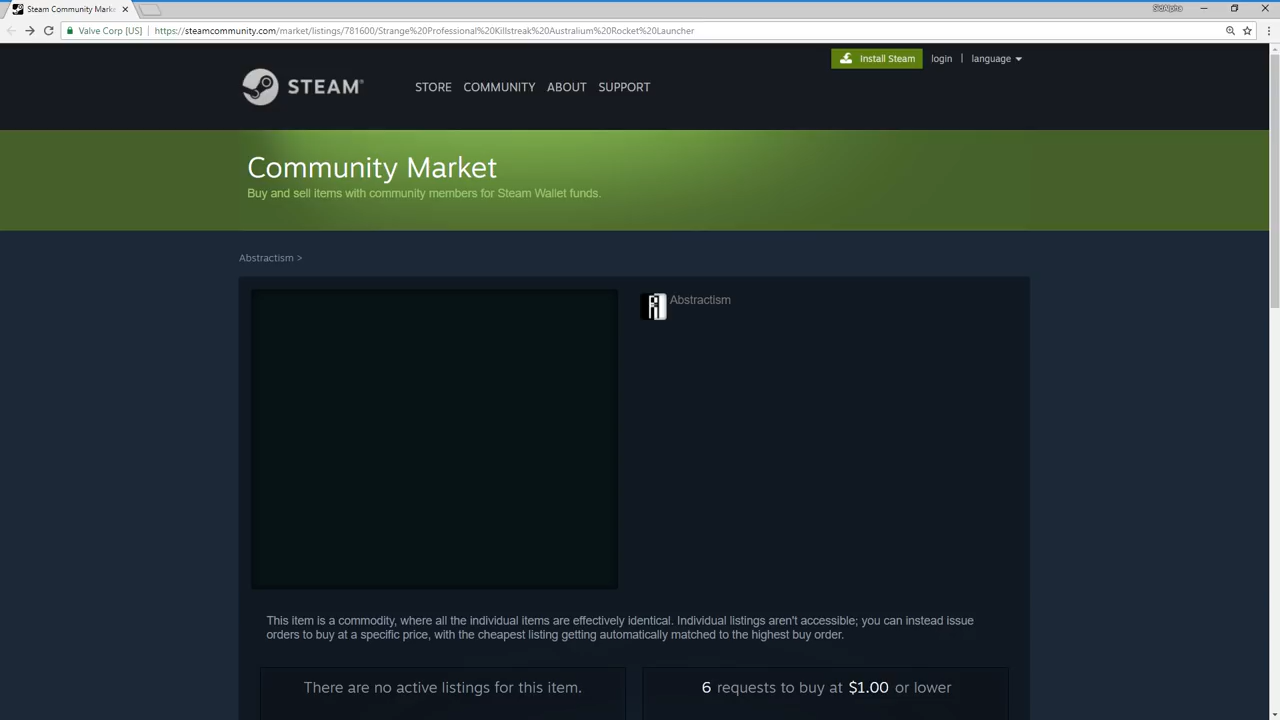 Steam Community Mark
SidAlpha
Valve Corp [US]
https://steamcommunity.com/market/listings/781600/Strange%20Professional%20Killstreak%20Australium%20Rocket%20Launcher
Install Steam login | language
STEAM® STORE COMMUNITY ABOUT SUPPORT
Community Market
Buy and sell items with community members for Steam Wallet funds.
Abstractism >
Abstractism
This item is a commodity, where all the individual items are effectively identical. Individual listings aren't accessible; you can instead issue
orders to buy at a specific price, with the cheapest listing getting automatically matched to the highest buy order.
There are no active listings for this item.
6 requests to buy at $1.00 or lower